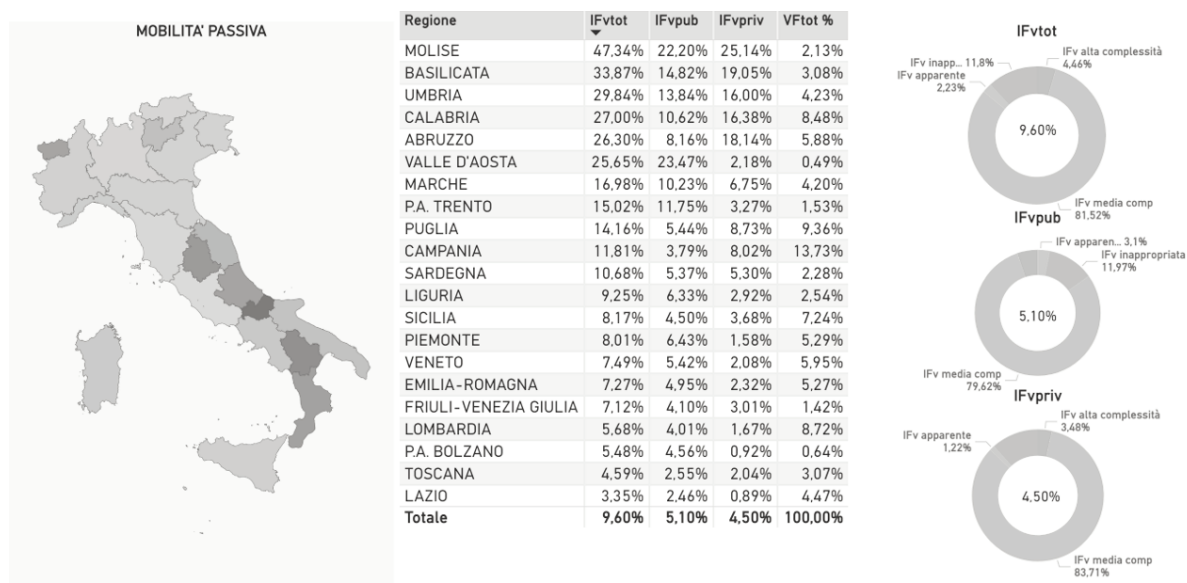 MOBILITA' PASSIVA
Regione IFvtot IFvpub IFvpriv VFtot %
MOLISE 47,34% 22,20% 25,14% 2,13%
BASILICATA 33,87% 14,82% 19,05% 3,08%
UMBRIA 29,84% 13,84% 16,00% 4,23%
CALABRIA 27,00% 10,62% 16,38% 8,48%
ABRUZZO 26,30% 8,16% 18,14% 5,88%
VALLE D'AOSTA 25,65% 23,47% 2,18% 0,49%
MARCHE 16,98% 10,23% 6,75% 4,20%
P.A. TRENTO 15,02% 11,75% 3,27% 1,53%
PUGLIA 14,16% 5,44% 8,73% 9,36%
CAMPANIA 11,81% 3,79% 8,02% 13,73%
SARDEGNA 10,68% 5,37% 5,30% 2,28%
LIGURIA 9,25% 6,33% 2,92% 2,54%
SICILIA 8,17% 4,50% 3,68% 7,24%
PIEMONTE 8,01% 6,43% 1,58% 5,29%
VENETO 7,49% 5,42% 2,08% 5,95%
EMILIA-ROMAGNA 7,27% 4,95% 2,32% 5,27%
FRIULI-VENEZIA GIULIA 7,12% 4,10% 3,01% 1,42%
LOMBARDIA 5,68% 4,01% 1,67% 8,72%
P.A. BOLZANO 5,48% 4,56% 0,92% 0,64%
TOSCANA 4,59% 2,55% 2,04% 3,07%
LAZIO 3,35% 2,46% 0,89% 4,47%
Totale 9,60% 5,10% 4,50% 100,00%
IFvtot
IFv alta complessità
4,46%
IFv inapp... 11,8%
IFv apparente
2,23%
9,60%
IFv media comp
81,52%
IFvpub
IFv apparen... 3,1%
IFv inappropriata
11,97%
5,10%
IFv media comp
79,62%
IFvpriv
IFv alta complessità
3,48%
IFv apparente
1,22%
4,50%
IFv media comp
83,71%